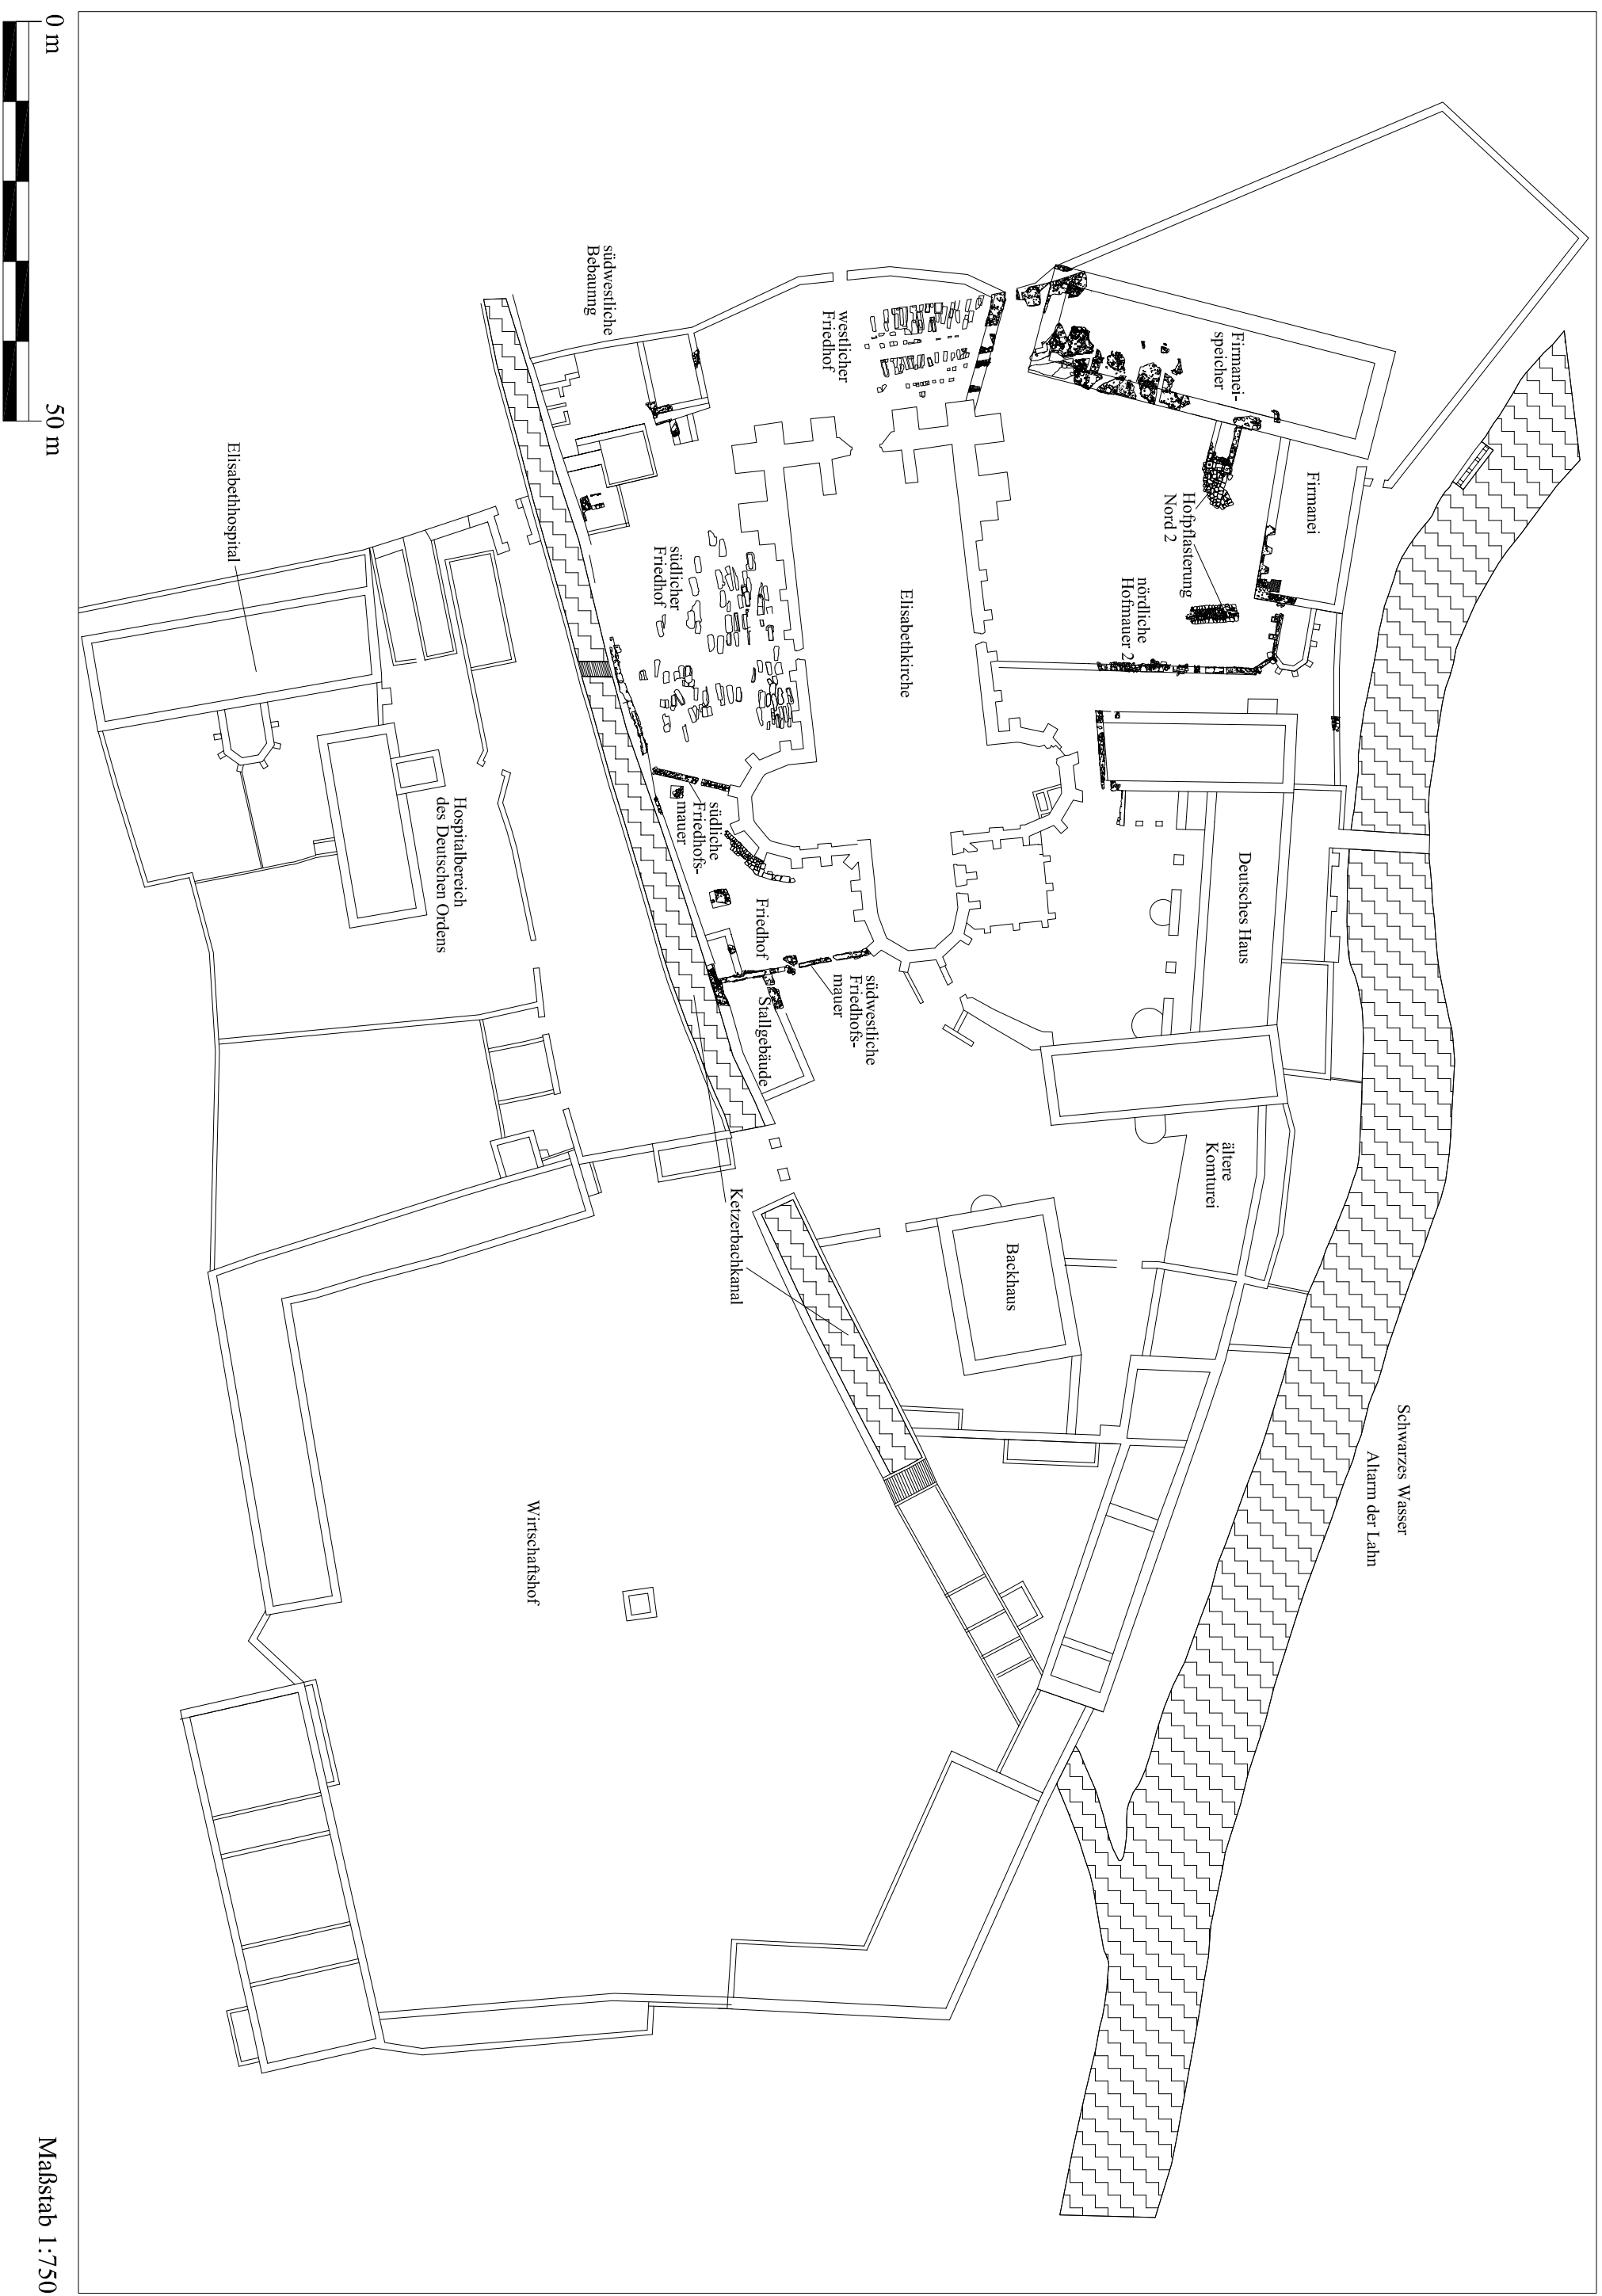 Schwarzes Wasser
Altarm der Lahn
Firmanei-
speicher
Firmanei
Hofpflasterung
Nord 2
nördliche
Hofmauer 2
Deutsches Haus
ältere
Komturei
Backhaus
westlicher
Friedhof
Elisabethkirche
südwestliche
Friedhofs-
mauer
Friedhof
Stallgebäude
südliche
Friedhofs-
mauer
Ketzerbachkanal
südlicher
Friedhof
südwestliche
Bebaunng
Wirtschaftshof
Hospitalbereich
des Deutschen Ordens
Elisabethhospital
0 m
50 m
Maßstab 1:750